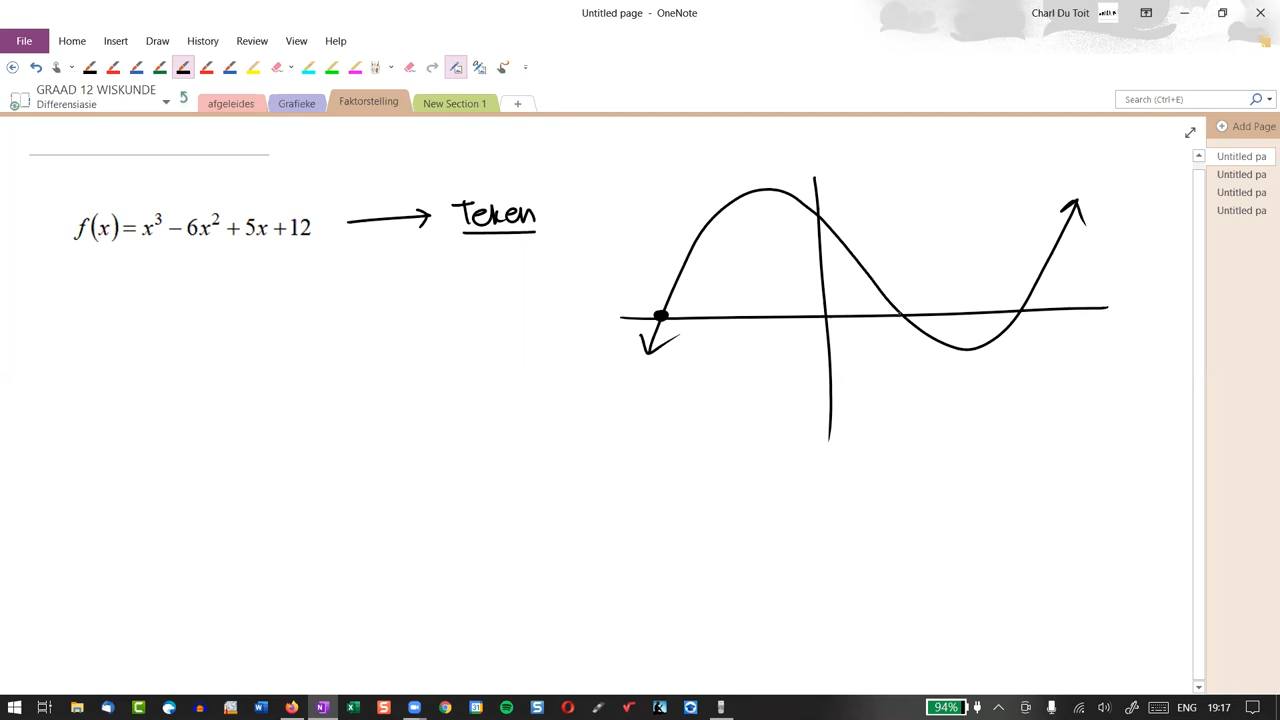 Untitled page - OneNote
Charl Du Toit
File Home Insert Draw History Review View Help
GRAAD 12 WISKUNDE
Differensiasie
afgeleides Grafieke Faktorstelling New Section 1 +
Search (Ctrl+E)
Add Page
Untitled pa
Untitled pa
Untitled pa
Untitled pa
f(x) = x³ − 6x² + 5x + 12
Teken
94% ENG 19:17